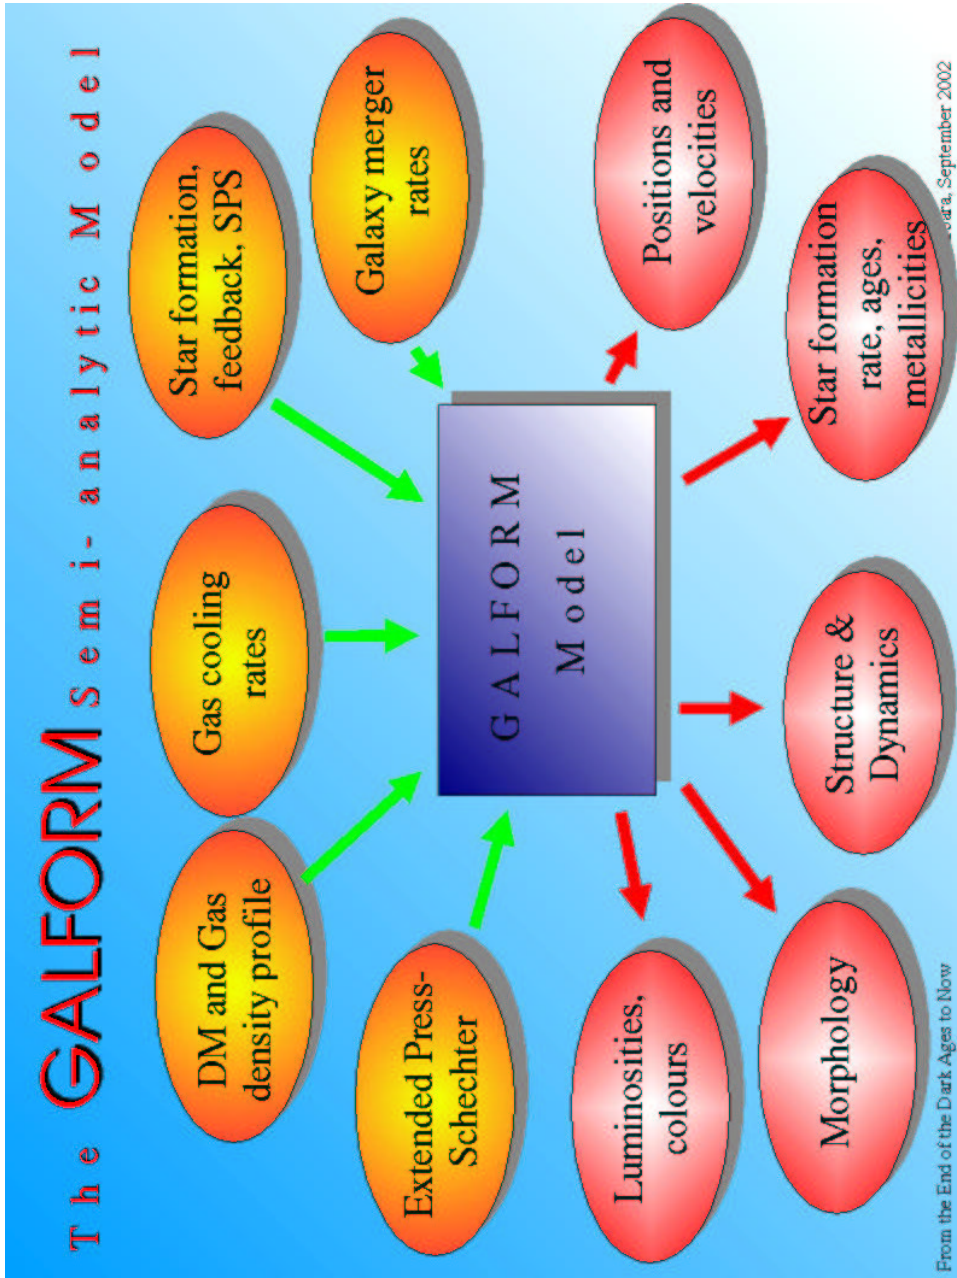 The GALFORM Semi-analytic Model
DM and Gas
density profile
Gas cooling
rates
Star formation,
feedback, SPS
Extended Press-
Schechter
Galaxy merger
rates
GALFORM
Model
Luminosities,
colours
Positions and
velocities
Morphology
Structure &
Dynamics
Star formation
rate, ages,
metallicities
From the End of the Dark Ages to Now
September 2002